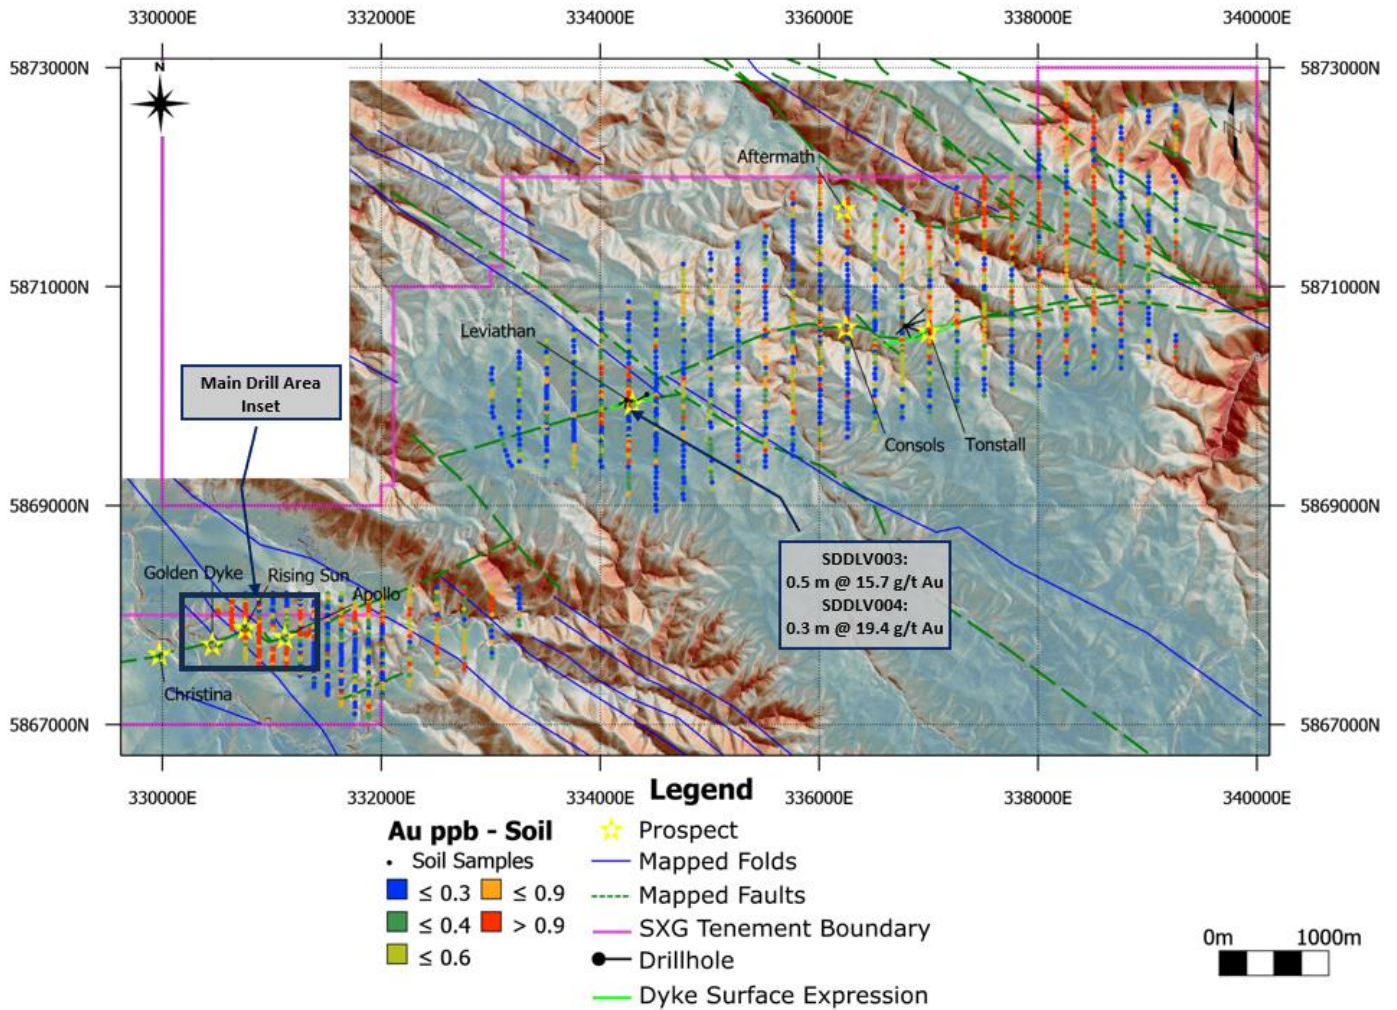 330000E 332000E 334000E 336000E 338000E 340000E
5873000N 5873000N
N
N
Aftermath
5871000N 5871000N
Leviathan
Main Drill Area
Inset
Consols Tonstall
5869000N 5869000N
SDDLV003:
0.5 m @ 15.7 g/t Au
SDDLV004:
0.3 m @ 19.4 g/t Au
Golden Dyke Rising Sun
Apollo
Christina
5867000N 5867000N
330000E 332000E 334000E 336000E 338000E 340000E
Legend
Au ppb - Soil
Soil Samples
≤ 0.3 ≤ 0.9
≤ 0.4 > 0.9
≤ 0.6
Prospect
Mapped Folds
Mapped Faults
SXG Tenement Boundary
Drillhole
Dyke Surface Expression
0m 1000m